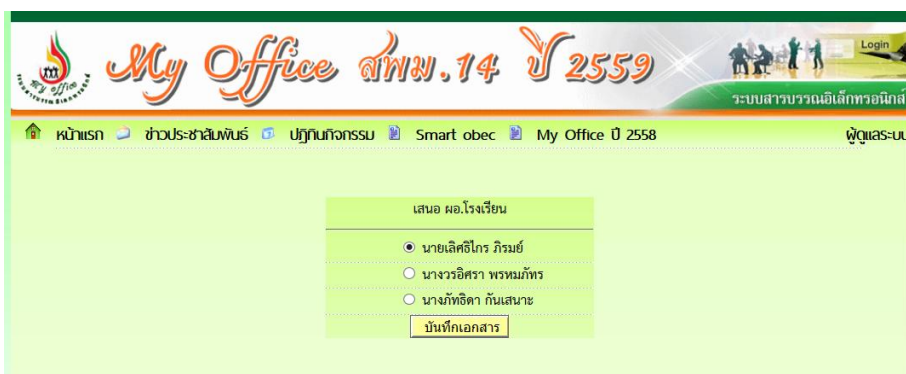 My Office สพม.14 ปี 2559
Login
ระบบสารบรรณอิเล็กทรอนิกส์
My office
หน้าแรก ข่าวประชาสัมพันธ์ ปฏิทินกิจกรรม Smart obec My Office ปี 2558 ผู้ดูแลระบบ
เสนอ ผอ.โรงเรียน
นายเลิศธิไกร ภิรมย์
นางวรอิศรา พรหมภัทร
นางภัทธิดา กันเสนาะ
บันทึกเอกสาร